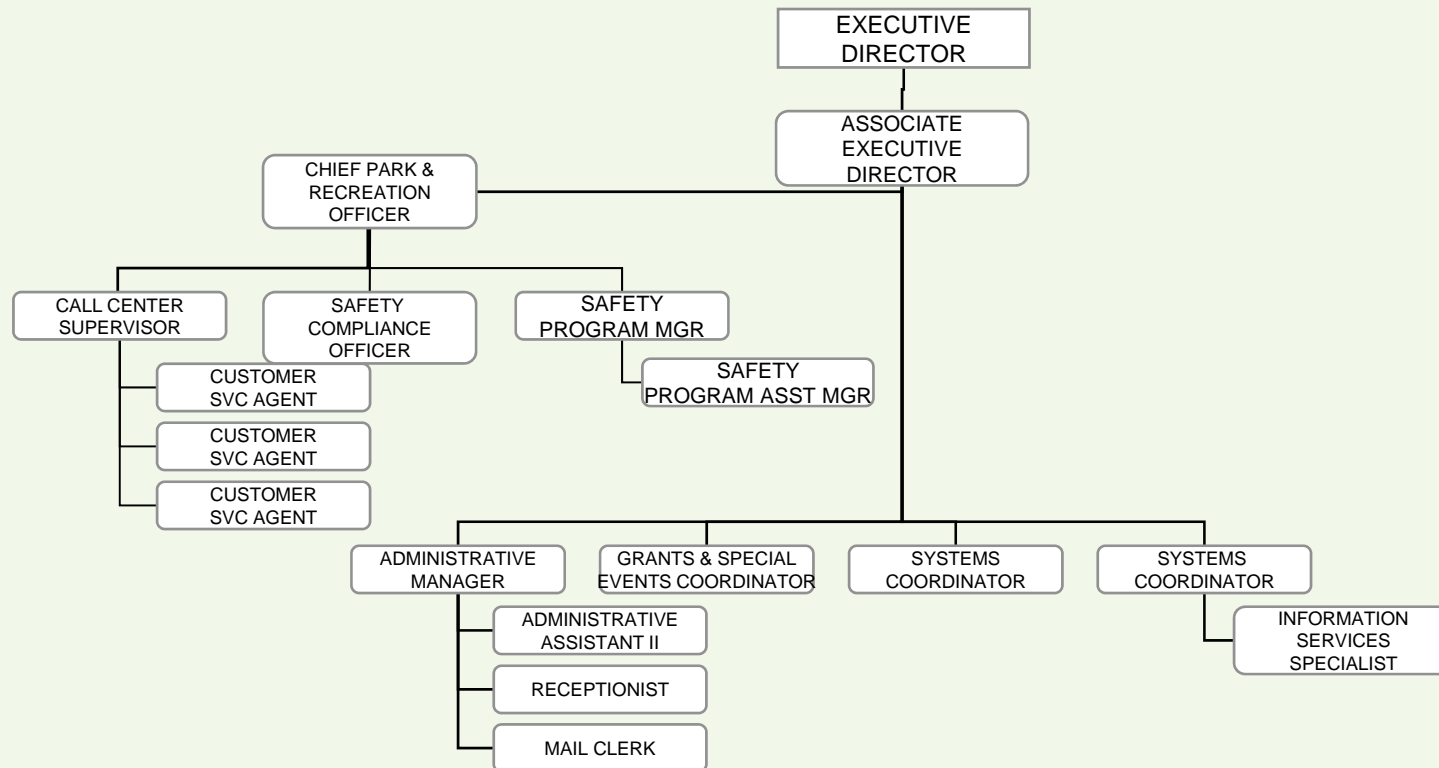 EXECUTIVE
DIRECTOR
ASSOCIATE
EXECUTIVE
DIRECTOR
CHIEF PARK &
RECREATION
OFFICER
CALL CENTER
SUPERVISOR
SAFETY
COMPLIANCE
OFFICER
SAFETY
PROGRAM MGR
SAFETY
PROGRAM ASST MGR
CUSTOMER
SVC AGENT
CUSTOMER
SVC AGENT
CUSTOMER
SVC AGENT
ADMINISTRATIVE
MANAGER
GRANTS & SPECIAL
EVENTS COORDINATOR
SYSTEMS
COORDINATOR
SYSTEMS
COORDINATOR
ADMINISTRATIVE
ASSISTANT II
RECEPTIONIST
MAIL CLERK
INFORMATION
SERVICES
SPECIALIST